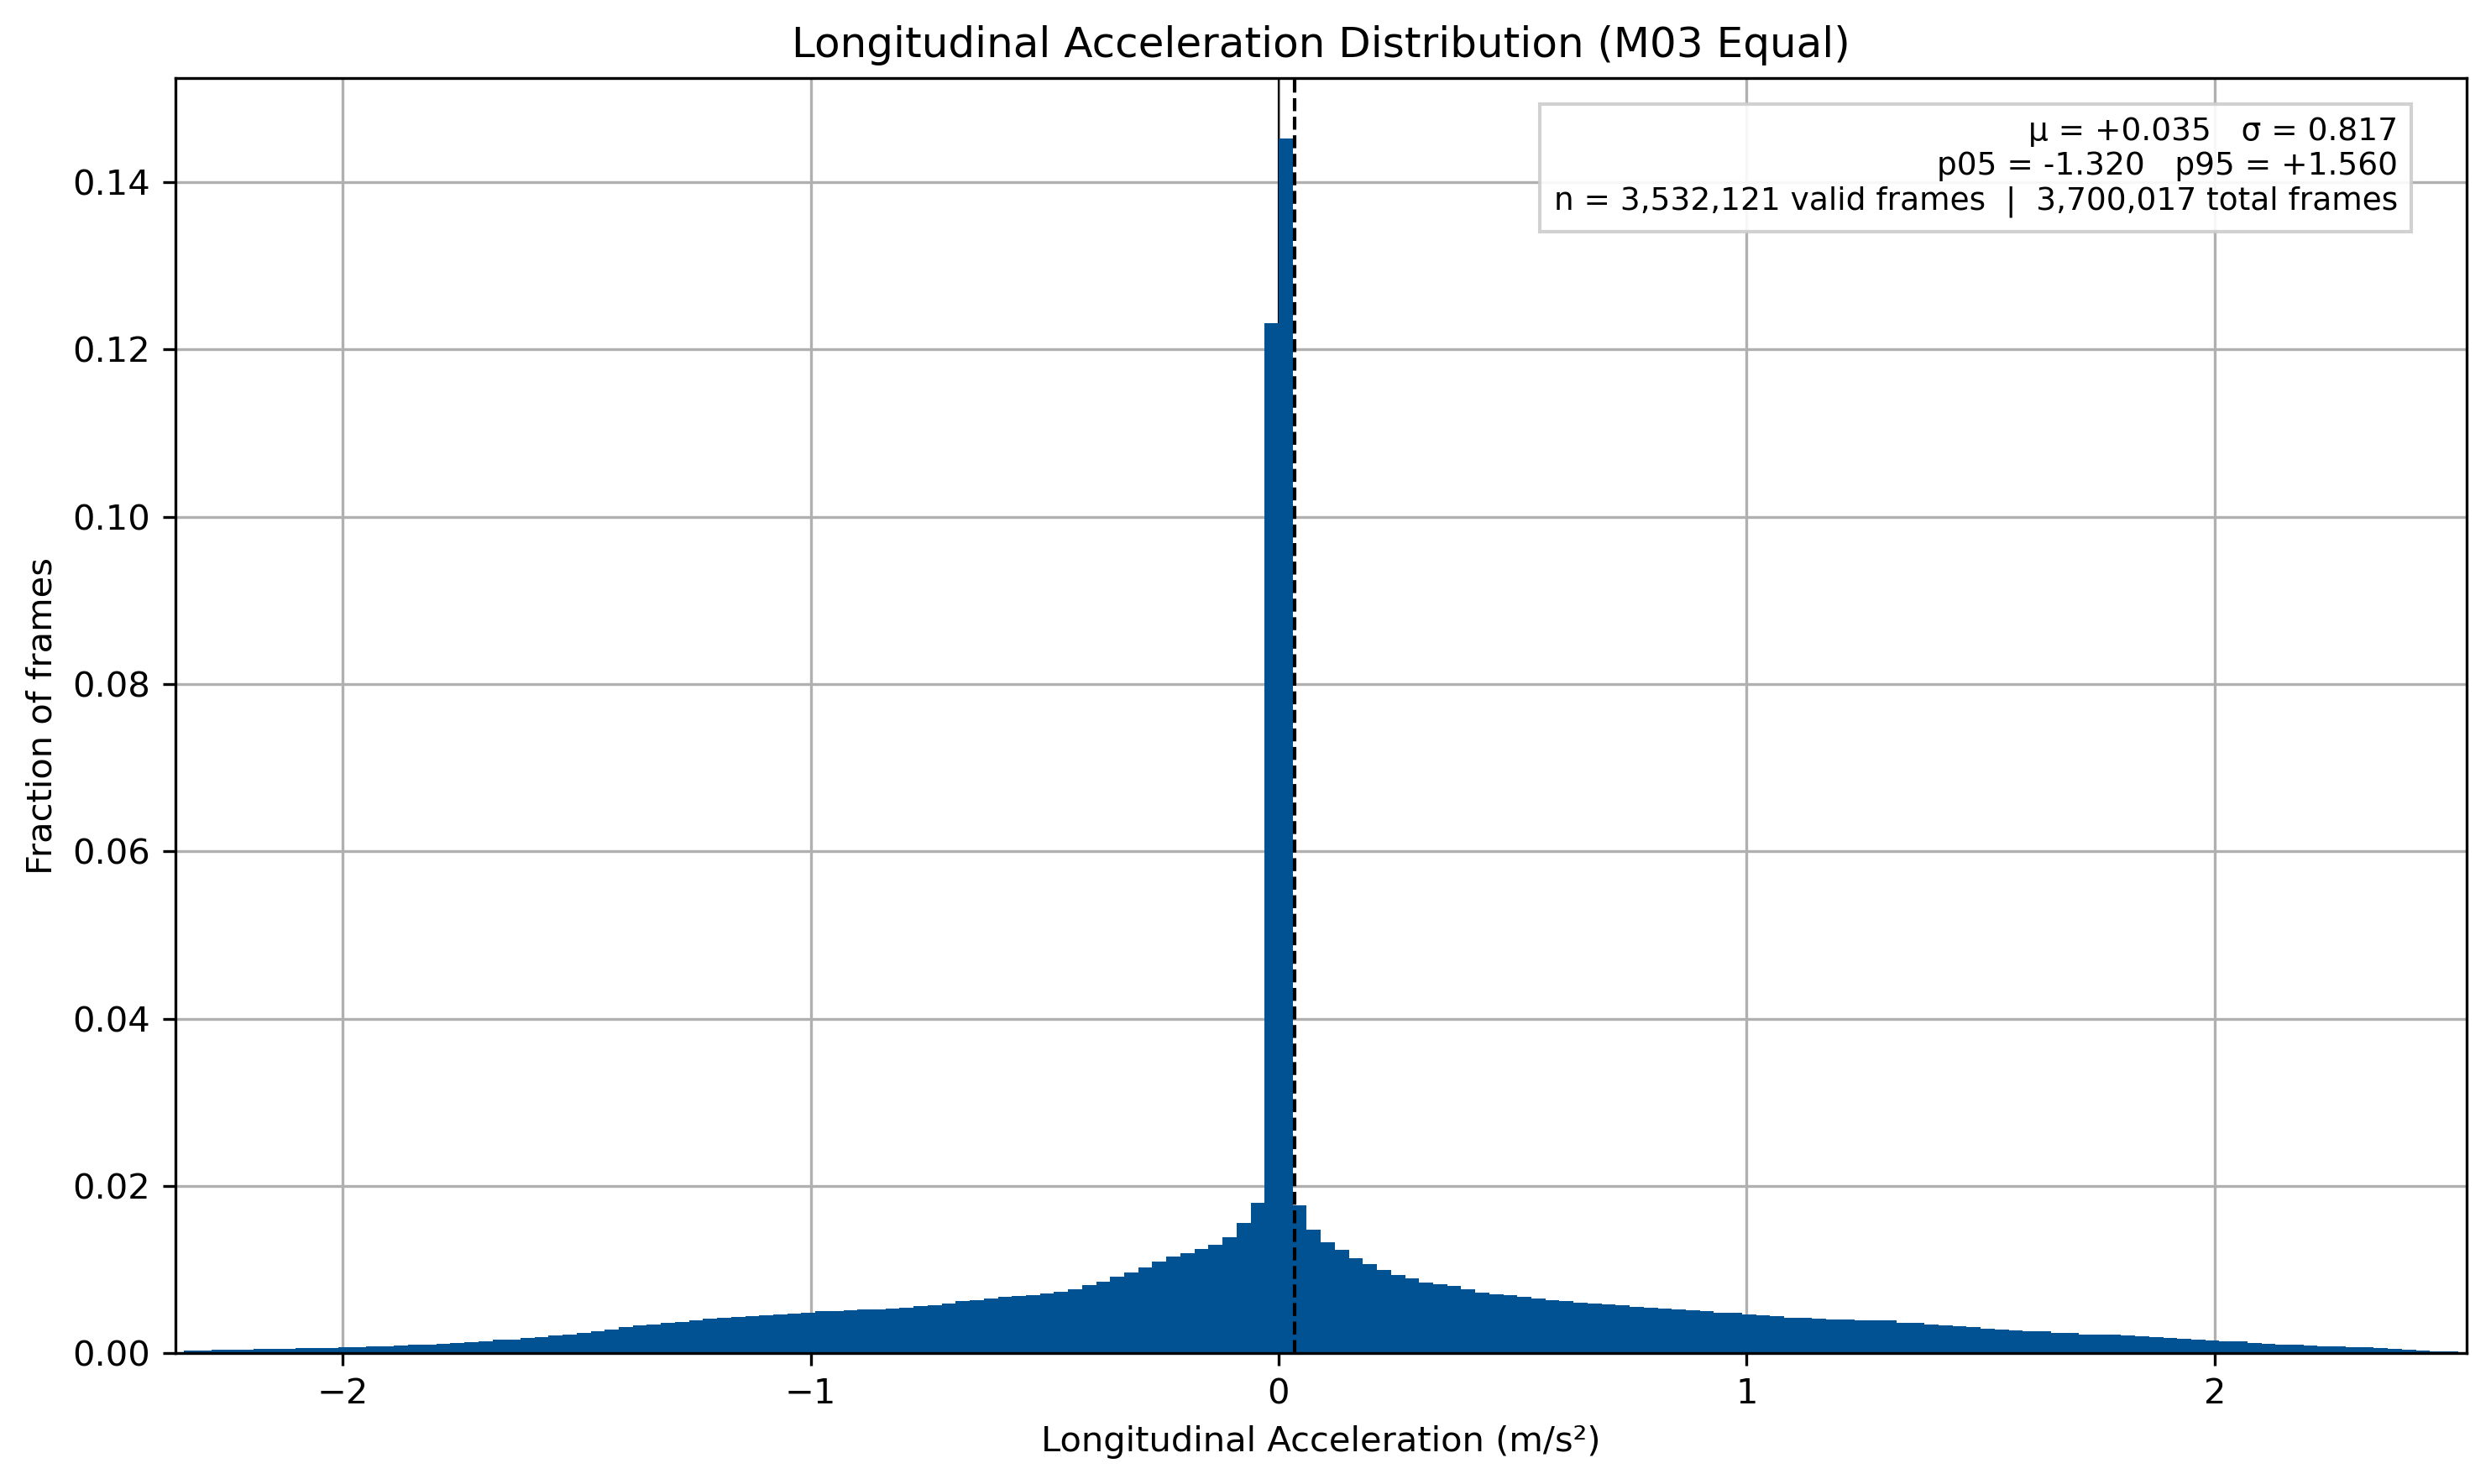 Longitudinal Acceleration Distribution (M03 Equal)
μ = +0.035   σ = 0.817
p05 = -1.320   p95 = +1.560
n = 3,532,121 valid frames  |  3,700,017 total frames
0.14
0.12
0.10
0.08
0.06
0.04
0.02
0.00
Fraction of frames
−2
−1
0
1
2
Longitudinal Acceleration (m/s²)